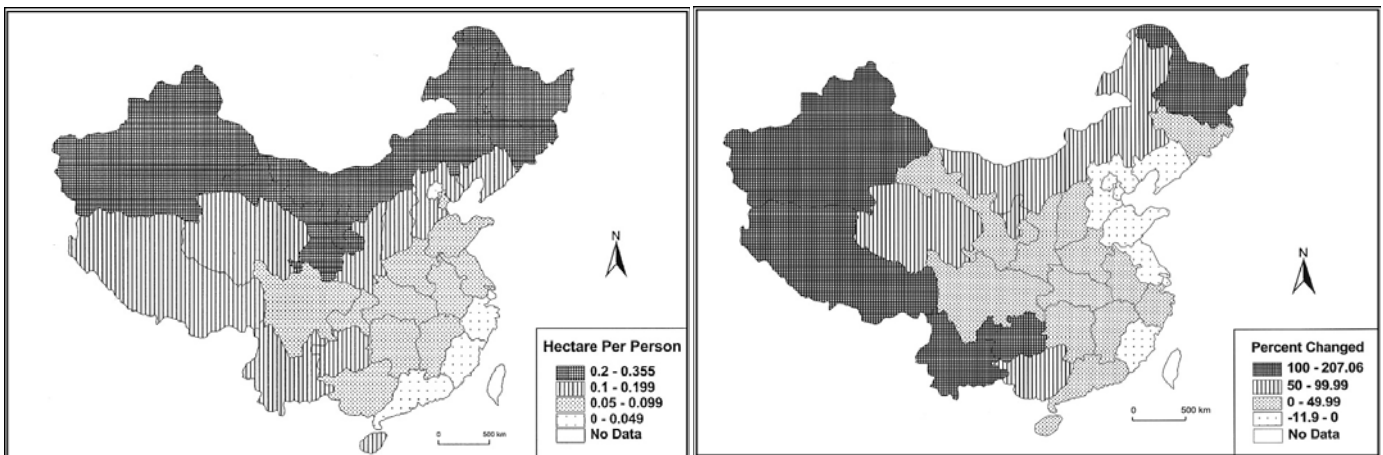 N
Hectare Per Person
0.2 - 0.355
0.1 - 0.199
0.05 - 0.099
0 - 0.049
No Data
0 500 km
N
Percent Changed
100 - 207.06
50 - 99.99
0 - 49.99
-11.9 - 0
No Data
0 500 km